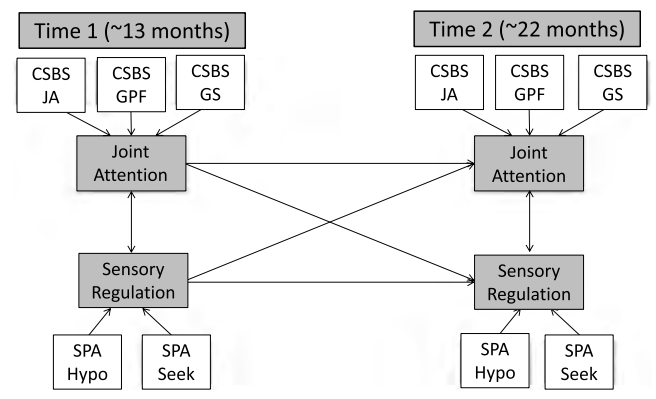 Time 1 (~13 months)
Time 2 (~22 months)
CSBS
JA
CSBS
GPF
CSBS
GS
CSBS
JA
CSBS
GPF
CSBS
GS
Joint
Attention
Joint
Attention
Sensory
Regulation
Sensory
Regulation
SPA
Hypo
SPA
Seek
SPA
Hypo
SPA
Seek